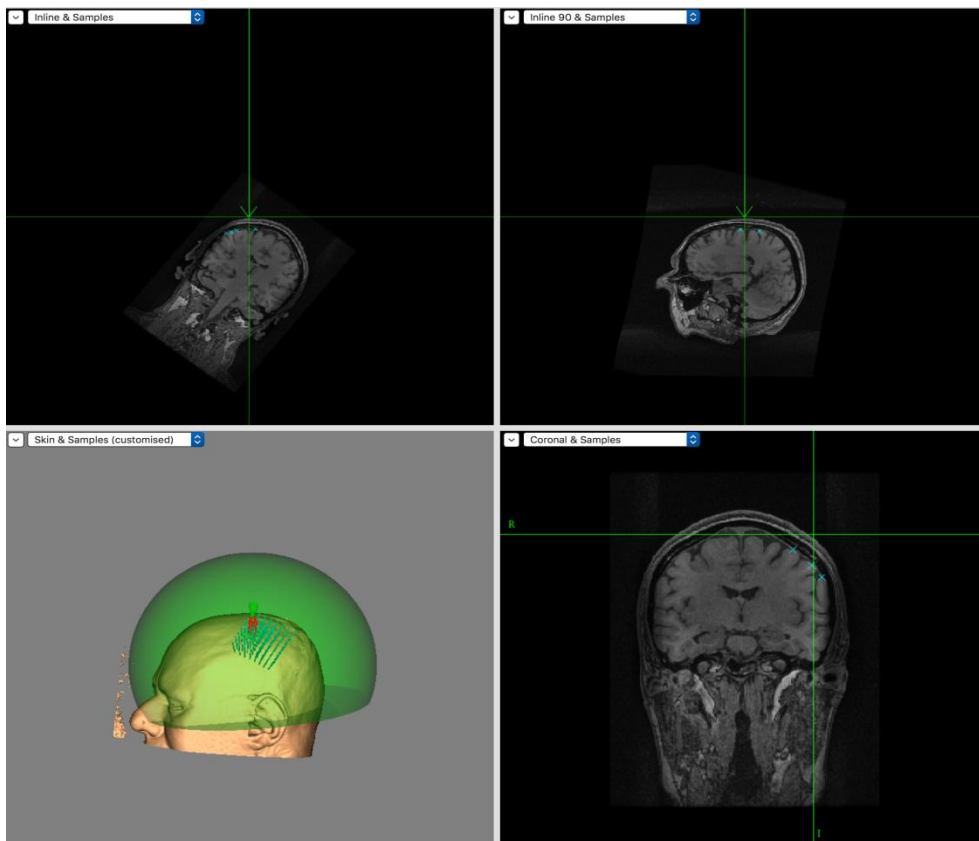 Inline & Samples
Inline 90 & Samples
Skin & Samples (customised)
Coronal & Samples
R
I